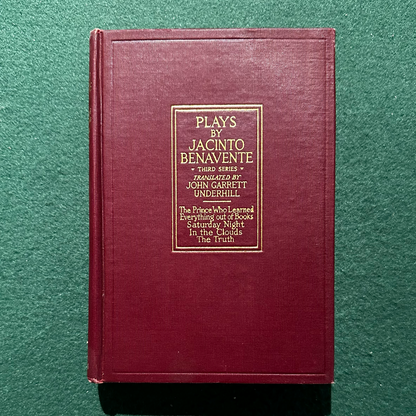 PLAYS
BY
JACINTO
BENAVENTE
THIRD SERIES
TRANSLATED BY
JOHN GARRETT
UNDERHILL
The Prince Who Learned
Everything out of Books
Saturday Night
In the Clouds
The Truth